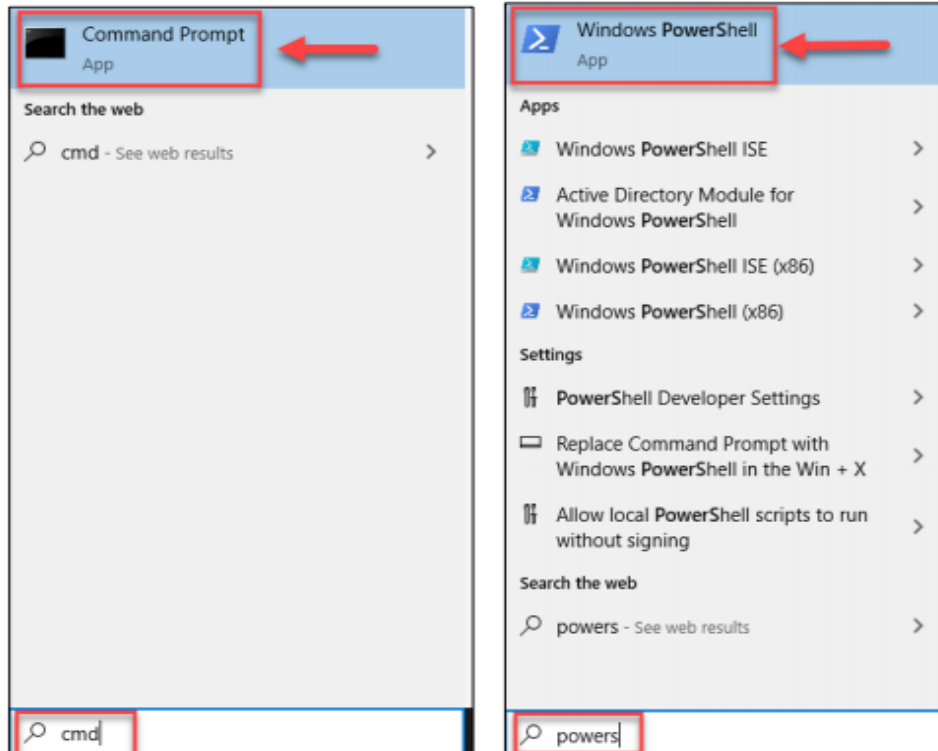 Command Prompt
App
Search the web
cmd - See web results
cmd
Windows PowerShell
App
Apps
Windows PowerShell ISE
Active Directory Module for
Windows PowerShell
Windows PowerShell ISE (x86)
Windows PowerShell (x86)
Settings
PowerShell Developer Settings
Replace Command Prompt with
Windows PowerShell in the Win + X
Allow local PowerShell scripts to run
without signing
Search the web
powers - See web results
powers